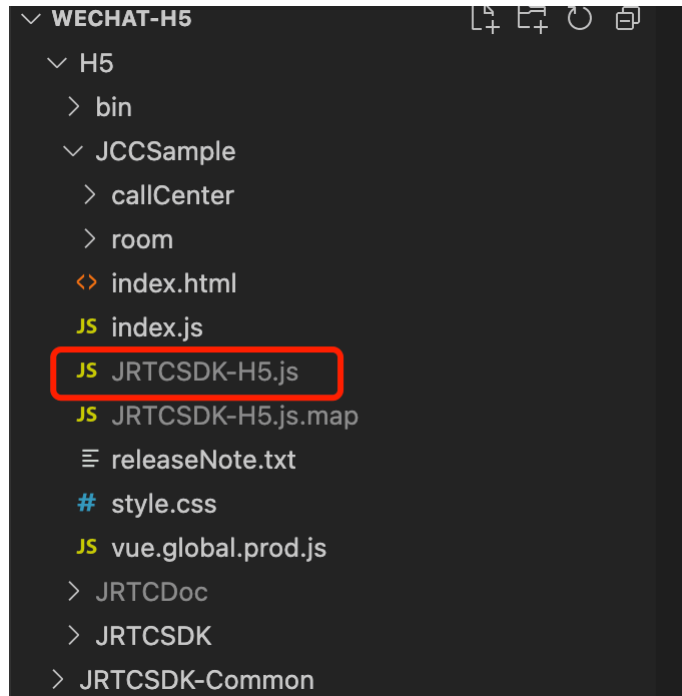 WECHAT-H5
H5
bin
JCCSample
callCenter
room
<> index.html
JS index.js
JS JRTCSDK-H5.js
JS JRTCSDK-H5.js.map
releaseNote.txt
# style.css
JS vue.global.prod.js
JRTCDoc
JRTCSDK
JRTCSDK-Common